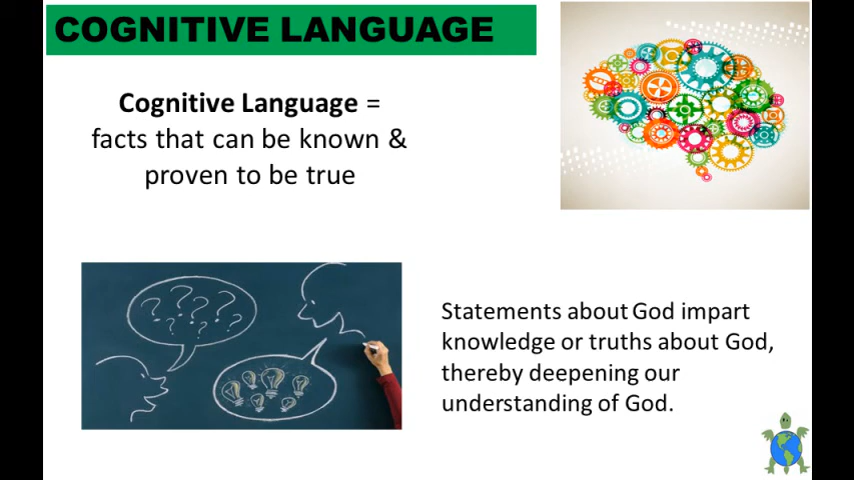 COGNITIVE LANGUAGE
Cognitive Language =
facts that can be known &
proven to be true
Statements about God impart
knowledge or truths about God,
thereby deepening our
understanding of God.